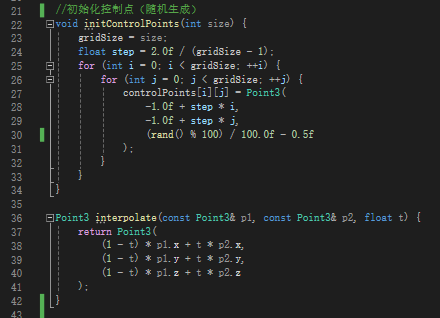 21 //初始化控制点（随机生成）
22 void initControlPoints(int size) {
23 gridSize = size;
24 float step = 2.0f / (gridSize - 1);
25 for (int i = 0; i < gridSize; ++i) {
26 for (int j = 0; j < gridSize; ++j) {
27 controlPoints[i][j] = Point3(
28 -1.0f + step * i,
29 -1.0f + step * j,
30 (rand() % 100) / 100.0f - 0.5f
31 );
32 }
33 }
34 }
35
36 Point3 interpolate(const Point3& p1, const Point3& p2, float t) {
37 return Point3(
38 (1 - t) * p1.x + t * p2.x,
39 (1 - t) * p1.y + t * p2.y,
40 (1 - t) * p1.z + t * p2.z
41 );
42 }
43